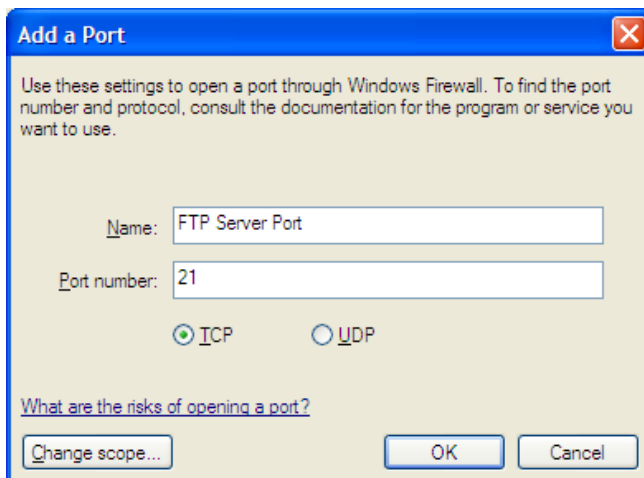 Add a Port
Use these settings to open a port through Windows Firewall. To find the port
number and protocol, consult the documentation for the program or service you
want to use.
Name: FTP Server Port
Port number: 21
TCP UDP
What are the risks of opening a port?
Change scope... OK Cancel